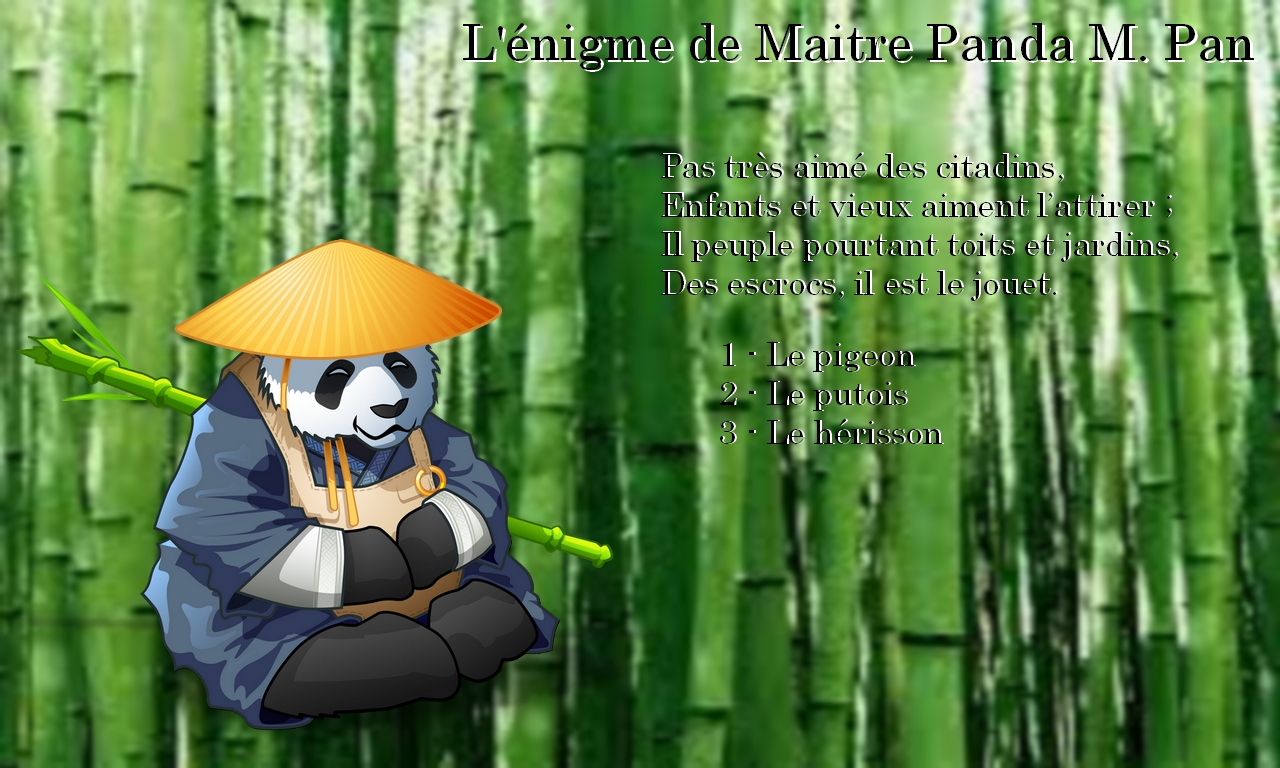 L'énigme de Maitre Panda M. Pan
Pas très aimé des citadins,
Enfants et vieux aiment l'attirer ;
Il peuple pourtant toits et jardins,
Des escrocs, il est le jouet.
1 - Le pigeon
2 - Le putois
3 - Le hérisson